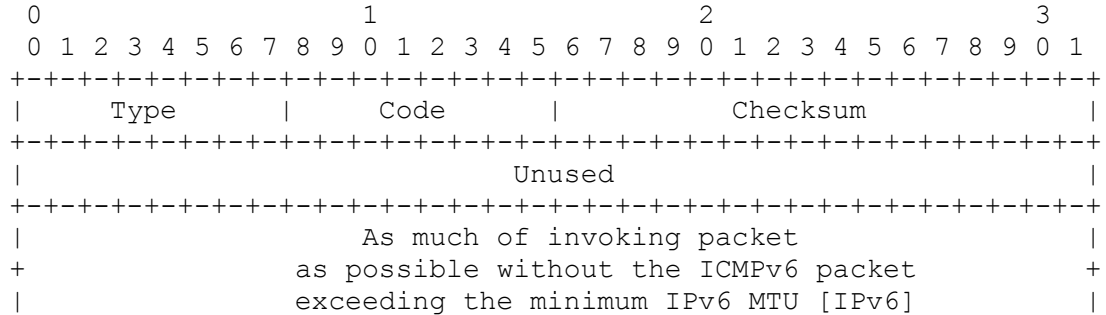 0                   1                   2                   3
 0 1 2 3 4 5 6 7 8 9 0 1 2 3 4 5 6 7 8 9 0 1 2 3 4 5 6 7 8 9 0 1
+-+-+-+-+-+-+-+-+-+-+-+-+-+-+-+-+-+-+-+-+-+-+-+-+-+-+-+-+-+-+-+-+
|     Type      |     Code      |          Checksum             |
+-+-+-+-+-+-+-+-+-+-+-+-+-+-+-+-+-+-+-+-+-+-+-+-+-+-+-+-+-+-+-+-+
|                             Unused                            |
+-+-+-+-+-+-+-+-+-+-+-+-+-+-+-+-+-+-+-+-+-+-+-+-+-+-+-+-+-+-+-+-+
|                    As much of invoking packet                 |
+                as possible without the ICMPv6 packet          +
|                exceeding the minimum IPv6 MTU [IPv6]          |